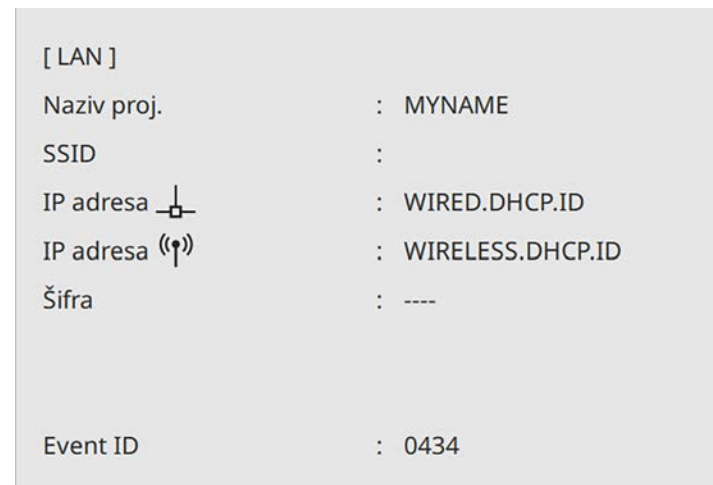 [ LAN ]
Naziv proj. : MYNAME
SSID :
IP adresa : WIRED.DHCP.ID
IP adresa : WIRELESS.DHCP.ID
Šifra : ----
Event ID : 0434